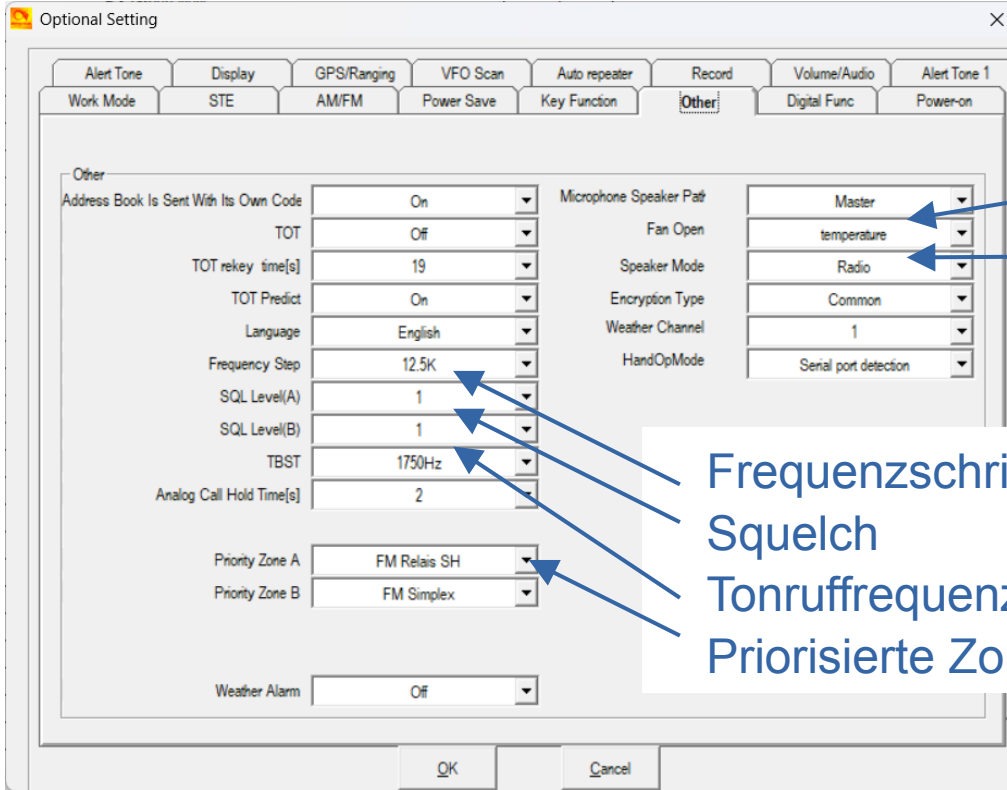 Optional Setting
Alert Tone Display GPS/Ranging VFO Scan Auto repeater Record Volume/Audio Alert Tone 1
Work Mode STE AM/FM Power Save Key Function Other Digital Func Power-on
Other
Address Book Is Sent With Its Own Code On
TOT Off
TOT rekey time[s] 19
TOT Predict On
Language English
Frequency Step 12.5K
SQL Level(A) 1
SQL Level(B) 1
TBST 1750Hz
Analog Call Hold Time[s] 2
Priority Zone A FM Relais SH
Priority Zone B FM Simplex
Weather Alarm Off
Microphone Speaker Path Master
Fan Open temperature
Speaker Mode Radio
Encryption Type Common
Weather Channel 1
HandOpMode Serial port detection
Frequenzschri
Squelch
Tonruffrequenz
Priorisierte Zo
OK Cancel